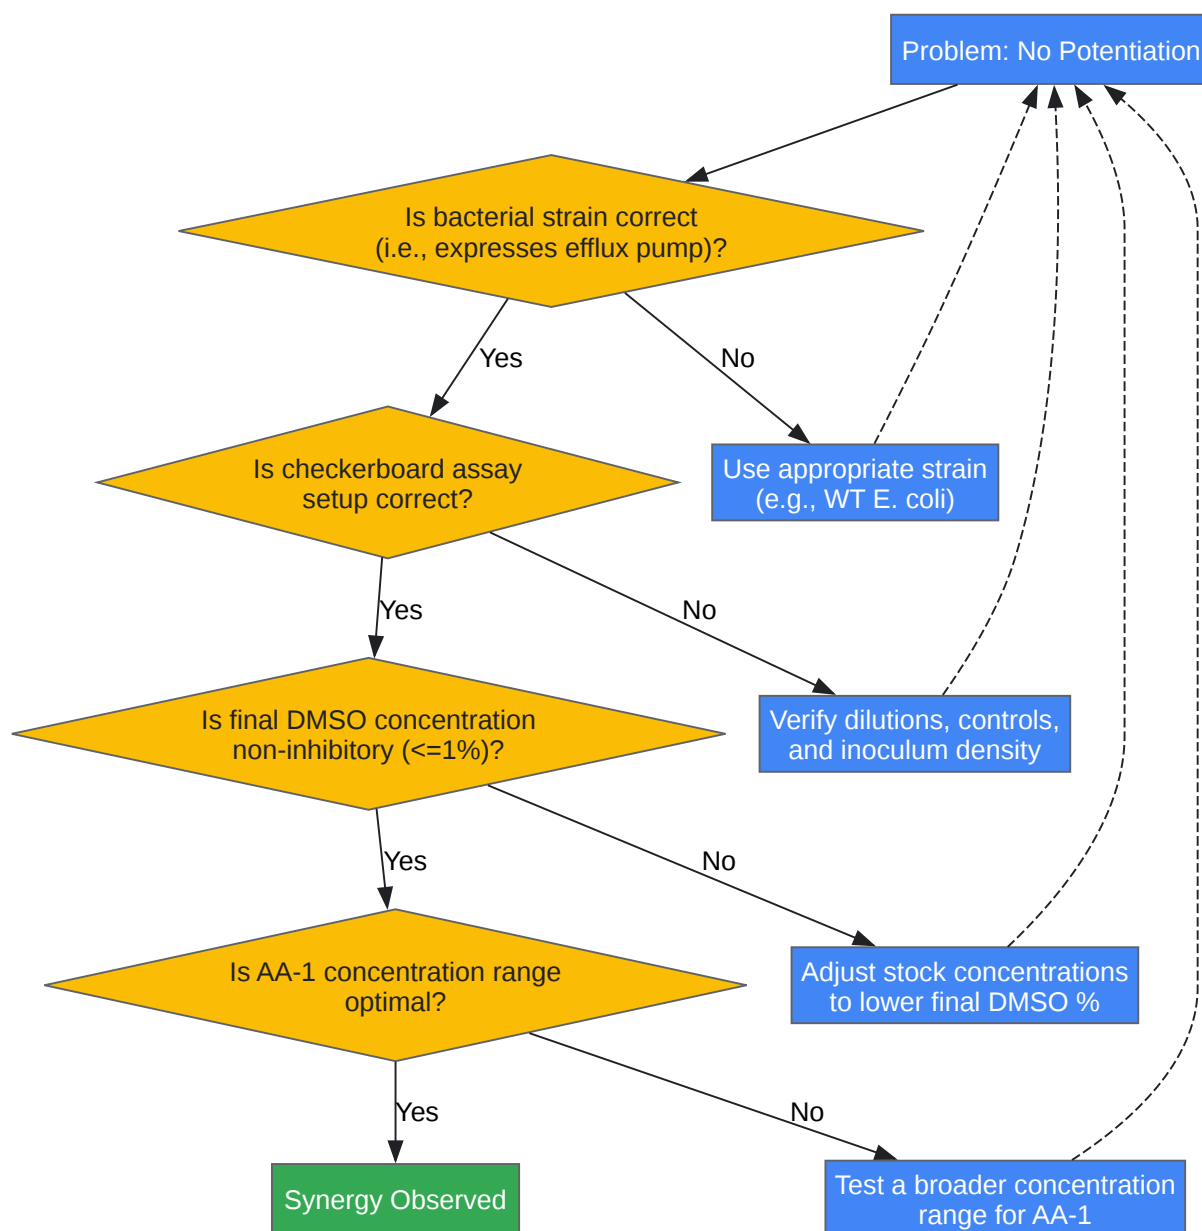 Problem: No Potentiation
Is bacterial strain correct
(i.e., expresses efflux pump)?
Yes
No
Is checkerboard assay
setup correct?
Use appropriate strain
(e.g., WT E. coli)
Yes
No
Is final DMSO concentration
non-inhibitory (<=1%)?
Verify dilutions, controls,
and inoculum density
Yes
No
Is AA-1 concentration range
optimal?
Adjust stock concentrations
to lower final DMSO %
Yes
No
Synergy Observed
Test a broader concentration
range for AA-1